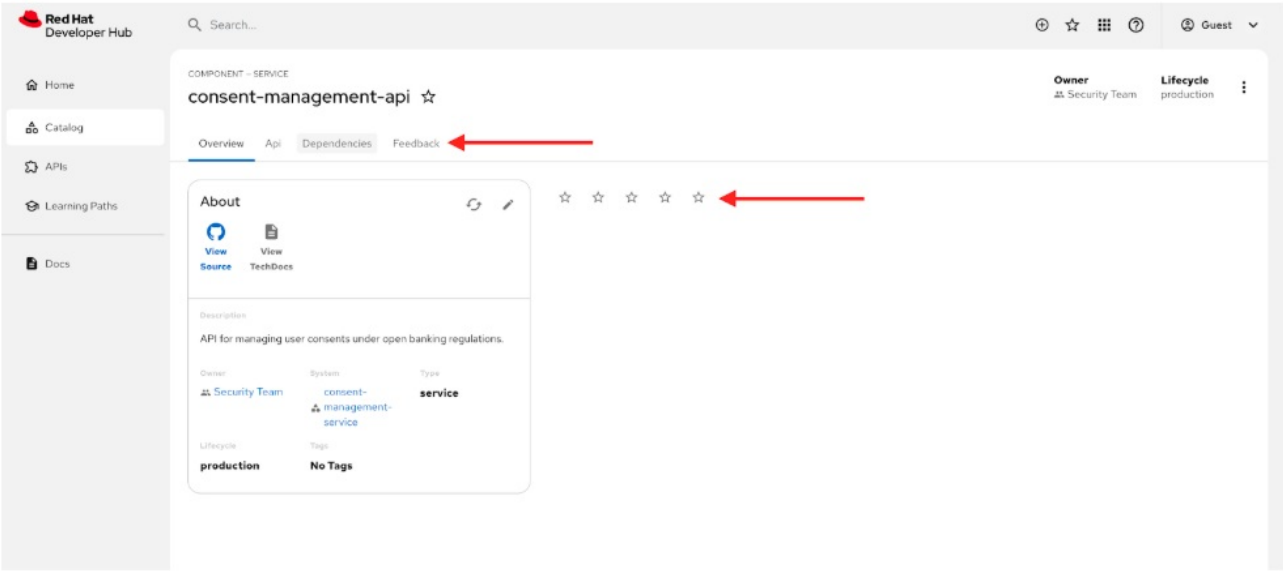 Red Hat
Developer Hub
Search...
Guest
Home
Catalog
APIs
Learning Paths
Docs
COMPONENT — SERVICE
consent-management-api
Owner
Security Team
Lifecycle
production
Overview Api Dependencies Feedback
About
View
Source
View
TechDocs
Description
API for managing user consents under open banking regulations.
Owner
Security Team
System
consent-
management-
service
Type
service
Lifecycle
production
Tags
No Tags